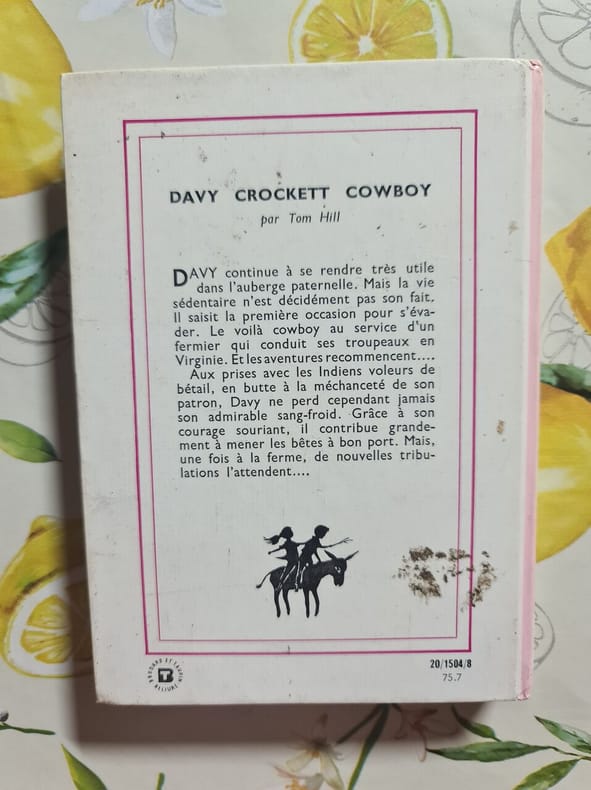 DAVY CROCKETT COWBOY
par Tom Hill
DAVY continue à se rendre très utile
dans l'auberge paternelle. Mais la vie
sédentaire n'est décidément pas son fait.
Il saisit la première occasion pour s'éva-
der. Le voilà cowboy au service d'un
fermier qui conduit ses troupeaux en
Virginie. Et les aventures recommencent....
Aux prises avec les Indiens voleurs de
bétail, en butte à la méchanceté de son
patron, Davy ne perd cependant jamais
son admirable sang-froid. Grâce à son
courage souriant, il contribue grande-
ment à mener les bêtes à bon port. Mais,
une fois à la ferme, de nouvelles tribu-
lations l'attendent....
BRODARD ET TAUPIN
RELIURE
20/1504/8
75.7